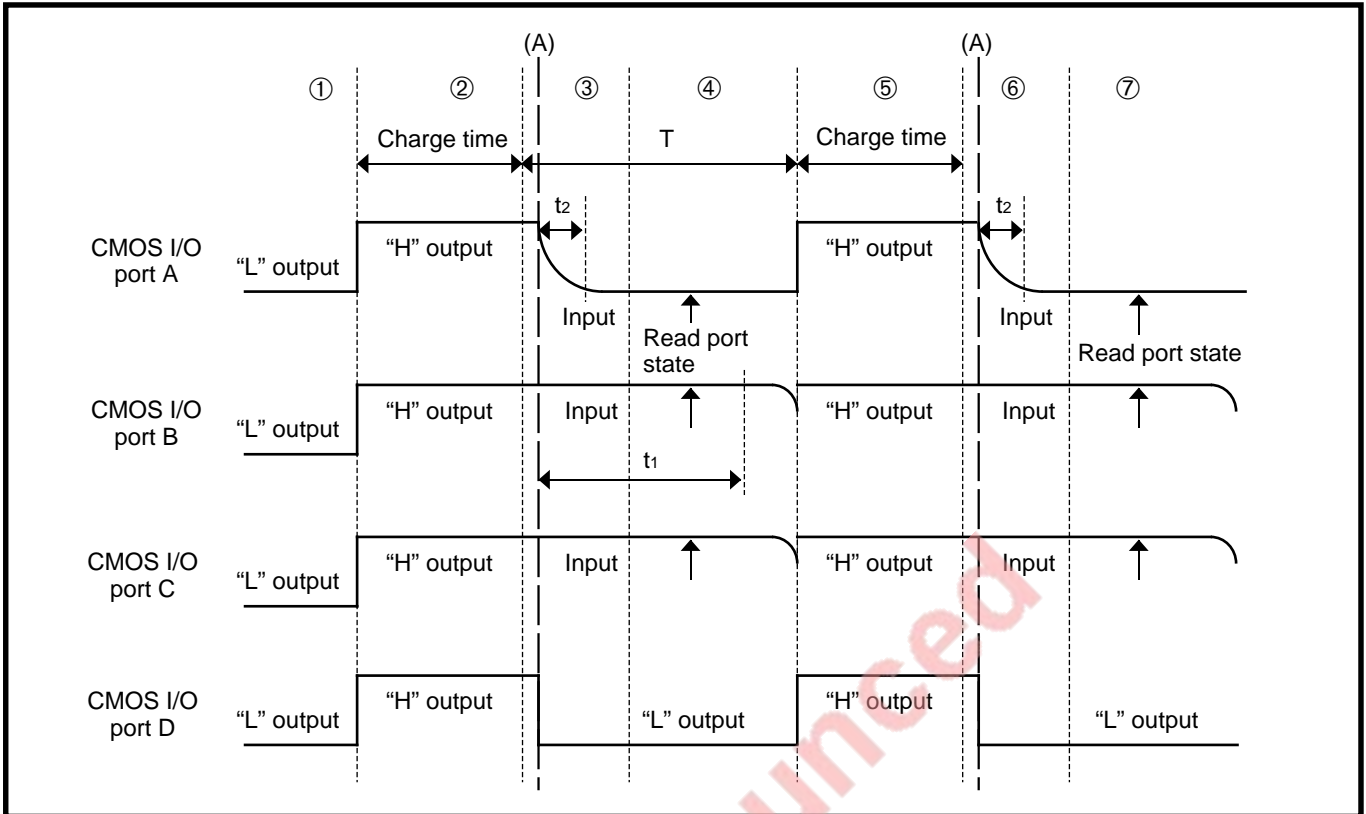 (A) (A)
① ② ③ ④ ⑤ ⑥ ⑦
Charge time T Charge time
t2 t2
CMOS I/O
port A
“L” output “H” output “H” output
Input Input
Read port
state
Read port state
CMOS I/O
port B
“L” output “H” output Input “H” output Input
t1
CMOS I/O
port C
“L” output “H” output Input “H” output Input
CMOS I/O
port D
“L” output “H” output “L” output “H” output “L” output
unced